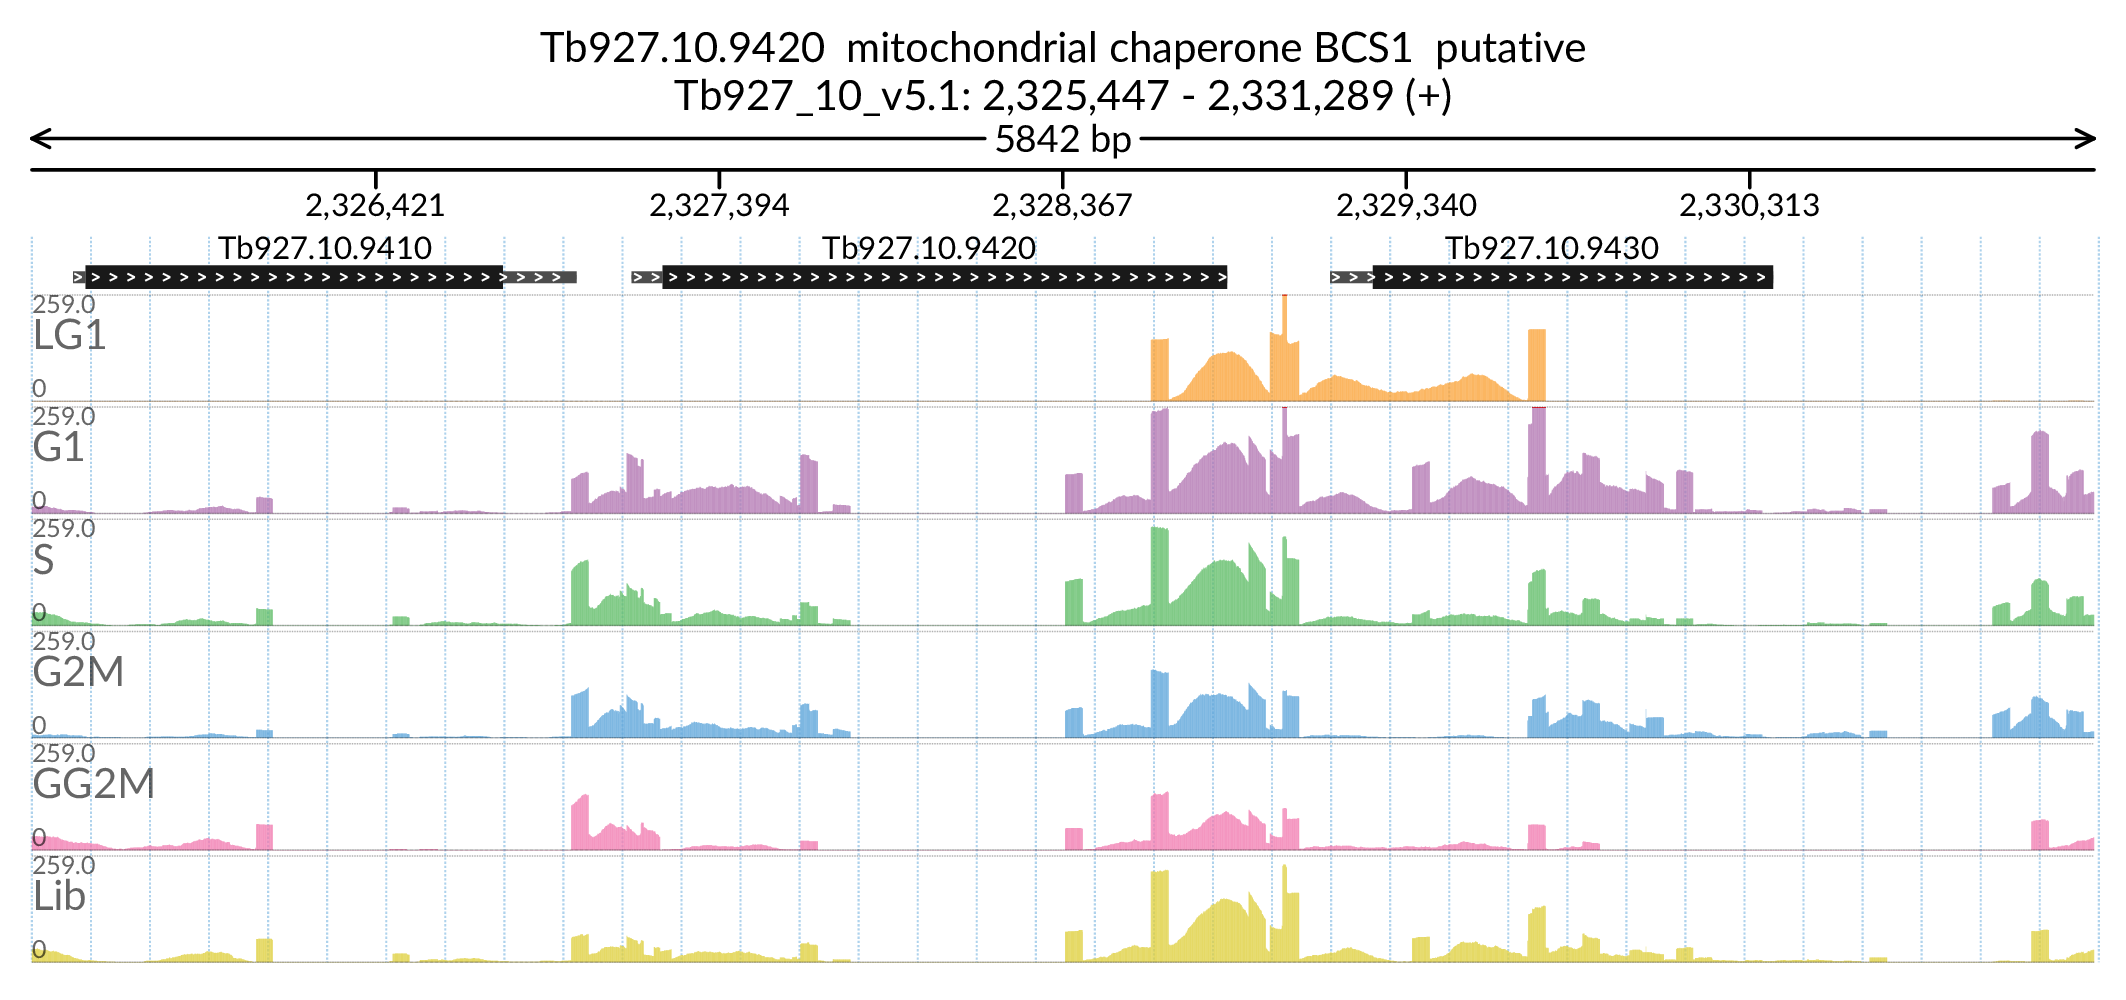 Tb927.10.9420 mitochondrial chaperone BCS1 putative
Tb927_10_v5.1: 2,325,447 - 2,331,289 (+)
5842 bp
2,326,421 2,327,394 2,328,367 2,329,340 2,330,313
Tb927.10.9410 Tb927.10.9420 Tb927.10.9430
259.0
LG1
0
259.0
G1
0
259.0
S
0
259.0
G2M
0
259.0
GG2M
0
259.0
Lib
0